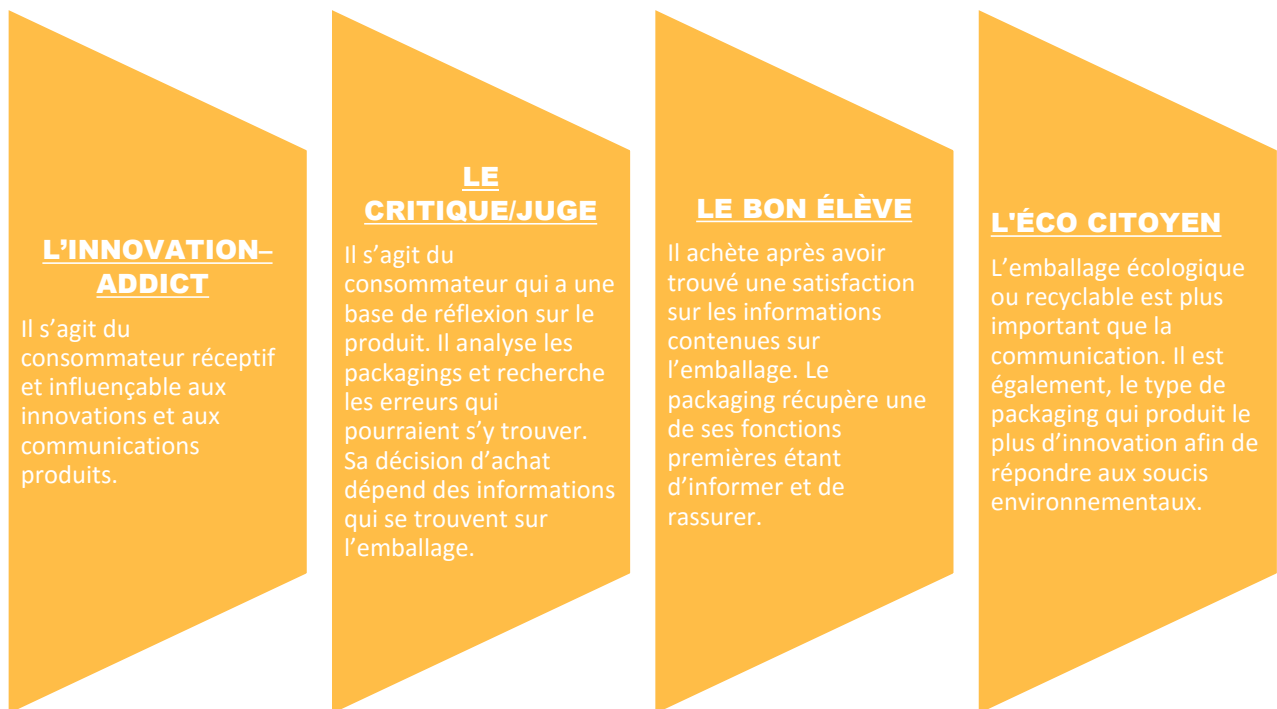 L’INNOVATION–
ADDICT
Il s’agit du
consommateur réceptif
et influençable aux
innovations et aux
communications
produits.
LE
CRITIQUE/JUGE
Il s’agit du
consommateur qui a une
base de réflexion sur le
produit. Il analyse les
packagings et recherche
les erreurs qui
pourraient s’y trouver.
Sa décision d’achat
dépend des informations
qui se trouvent sur
l’emballage.
LE BON ÉLÈVE
Il achète après avoir
trouvé une satisfaction
sur les informations
contenues sur
l’emballage. Le
packaging récupère une
de ses fonctions
premières étant
d’informer et de
rassurer.
L'ÉCO CITOYEN
L’emballage écologique
ou recyclable est plus
important que la
communication. Il est
également, le type de
packaging qui produit le
plus d’innovation afin de
répondre aux soucis
environnementaux.